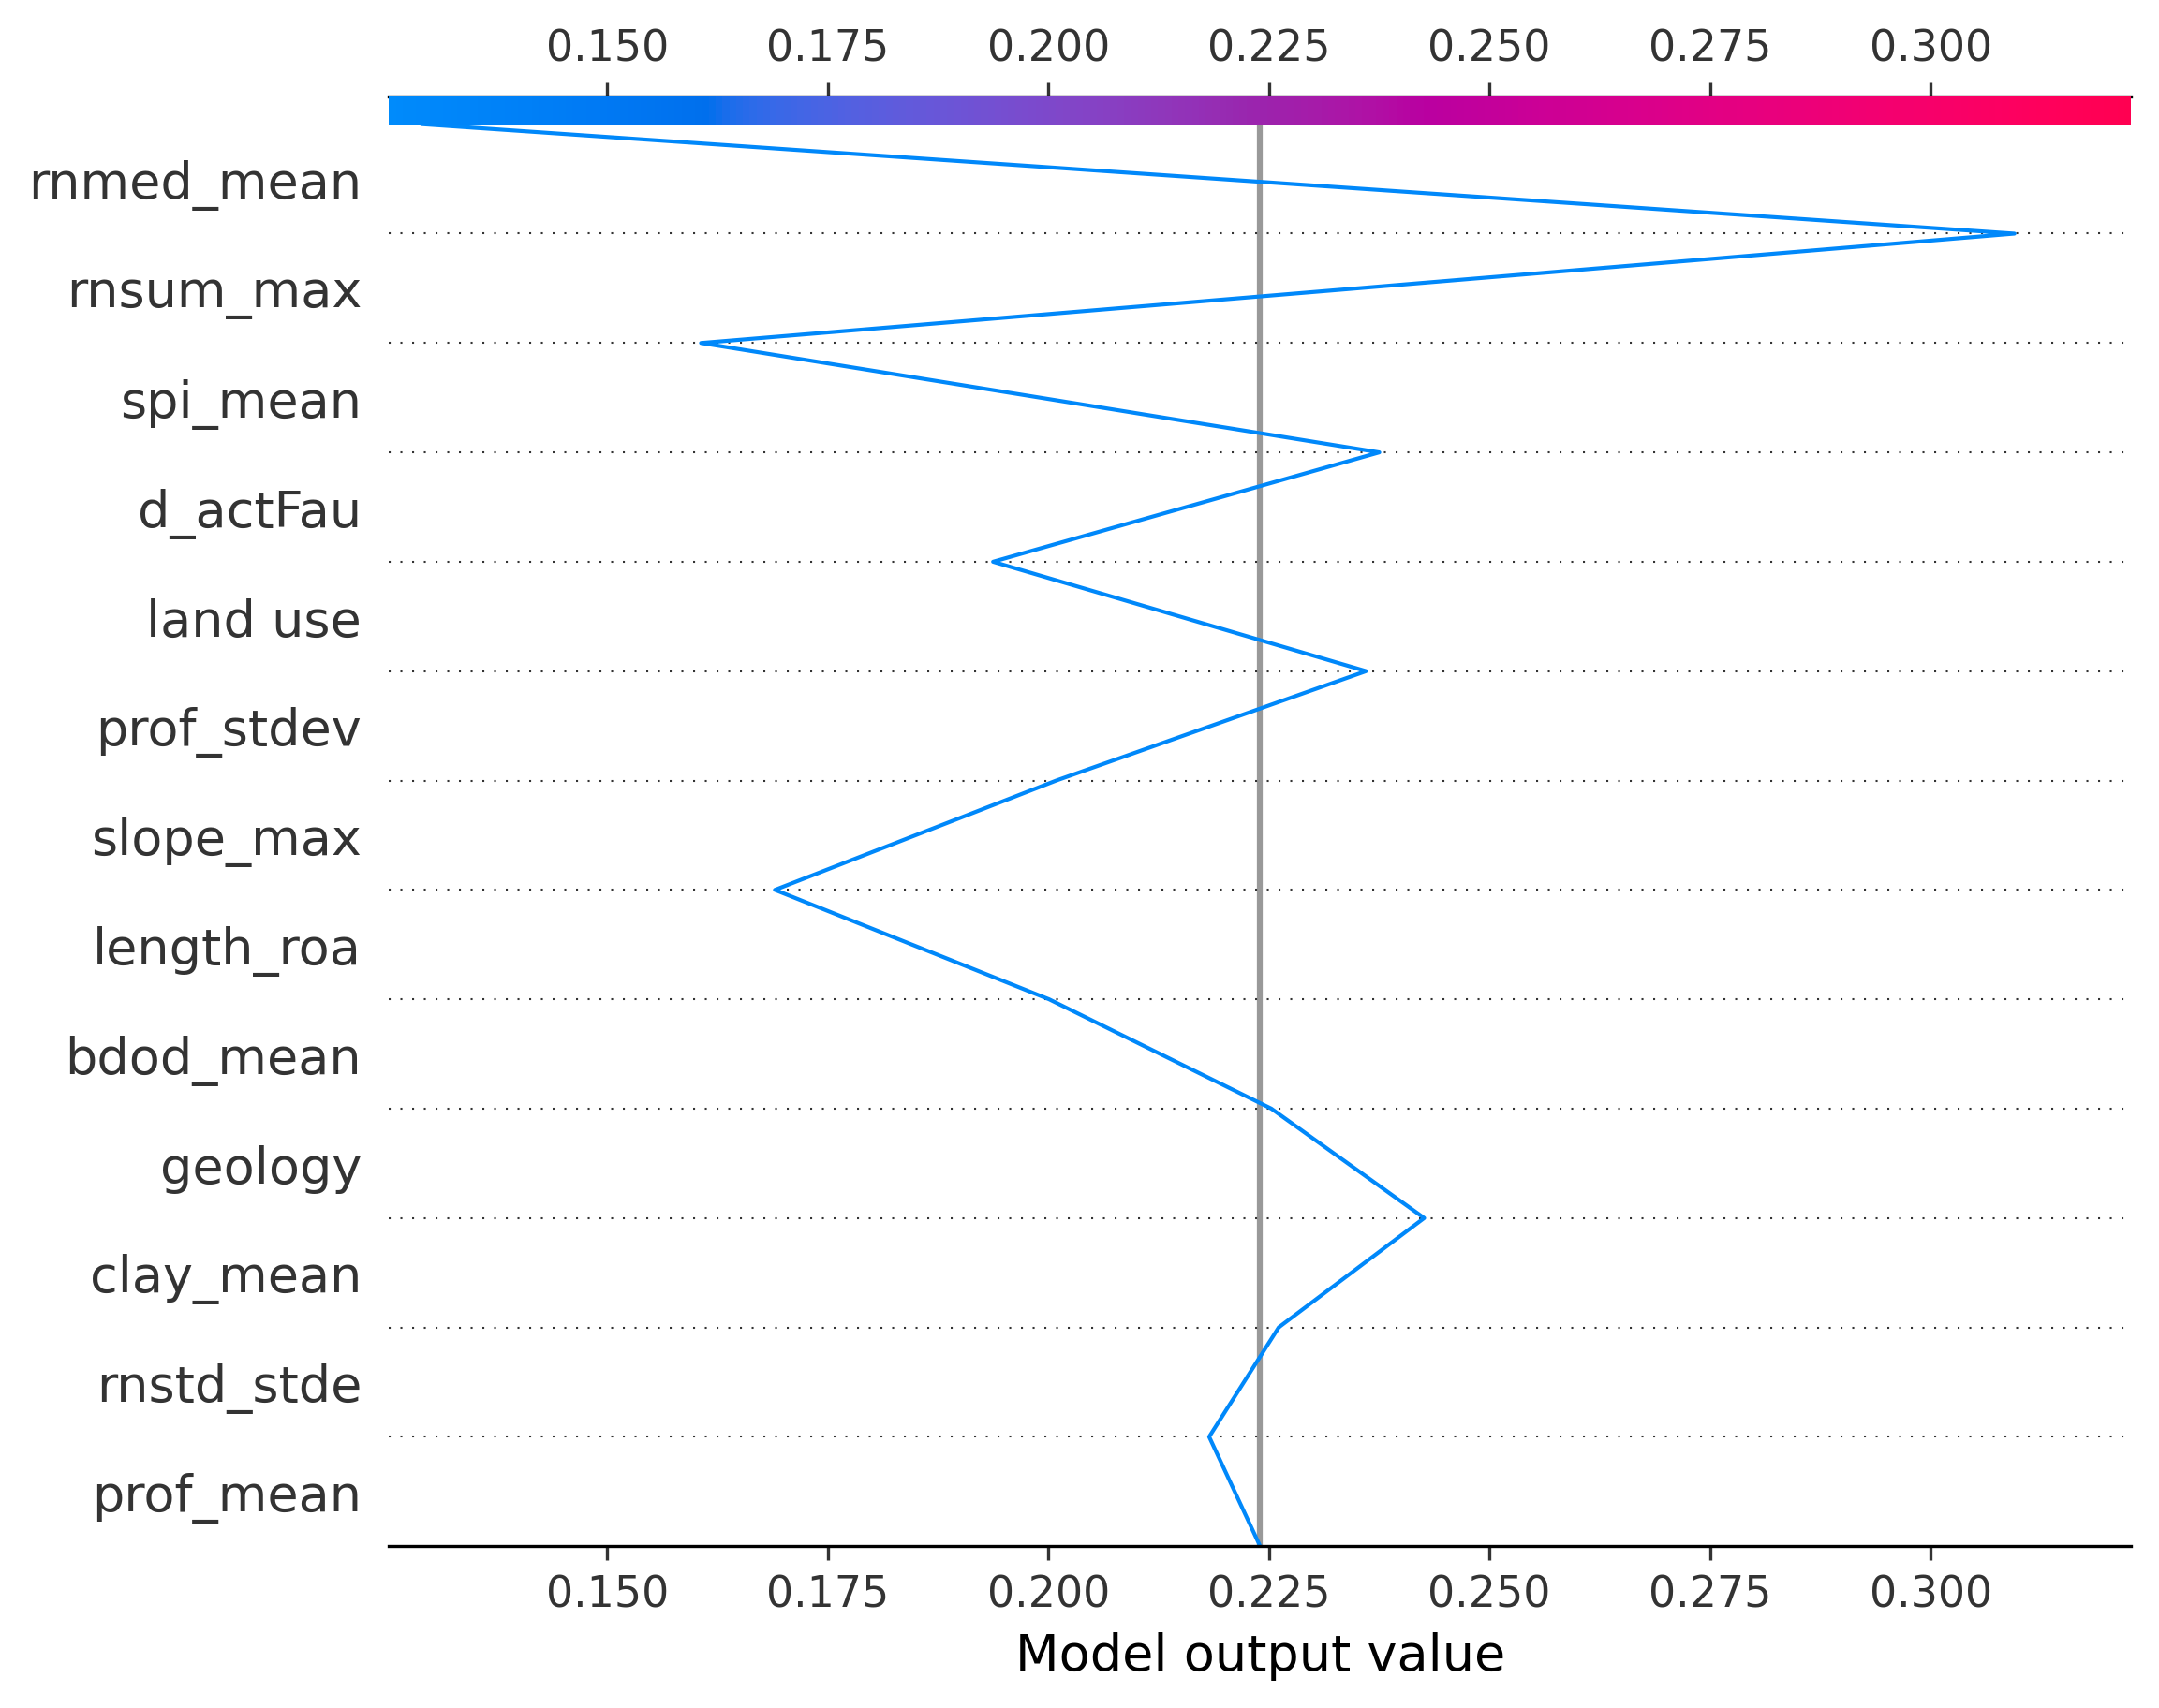 0.150 0.175 0.200 0.225 0.250 0.275 0.300
rnmed_mean
rnsum_max
spi_mean
d_actFau
land use
prof_stdev
slope_max
length_roa
bdod_mean
geology
clay_mean
rnstd_stde
prof_mean
0.150 0.175 0.200 0.225 0.250 0.275 0.300
Model output value